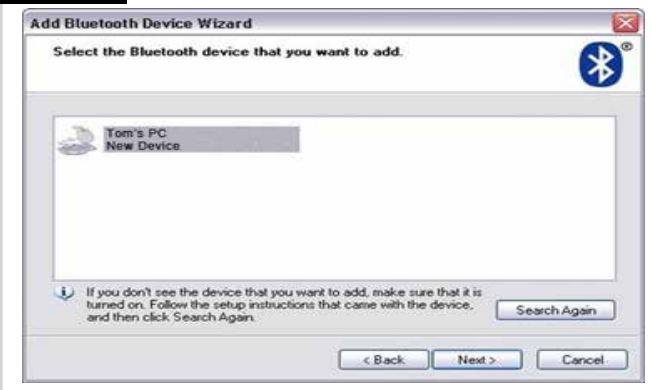 Add Bluetooth Device Wizard
Select the Bluetooth device that you want to add.
®
Tom's PC
New Device
If you don't see the device that you want to add, make sure that it is
turned on. Follow the setup instructions that came with the device,
and then click Search Again.
Search Again
< Back
Next >
Cancel